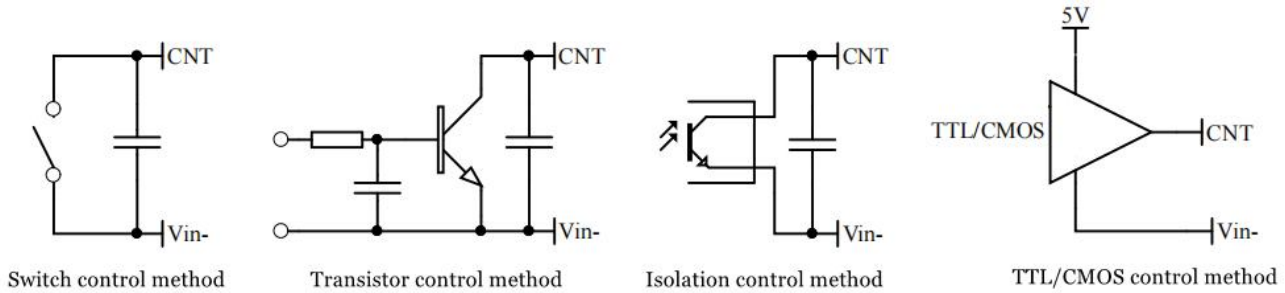 5V
CNT
CNT
CNT
TTL/CMOS
CNT
Vin-
Vin-
Vin-
Vin-
Switch control method
Transistor control method
Isolation control method
TTL/CMOS control method